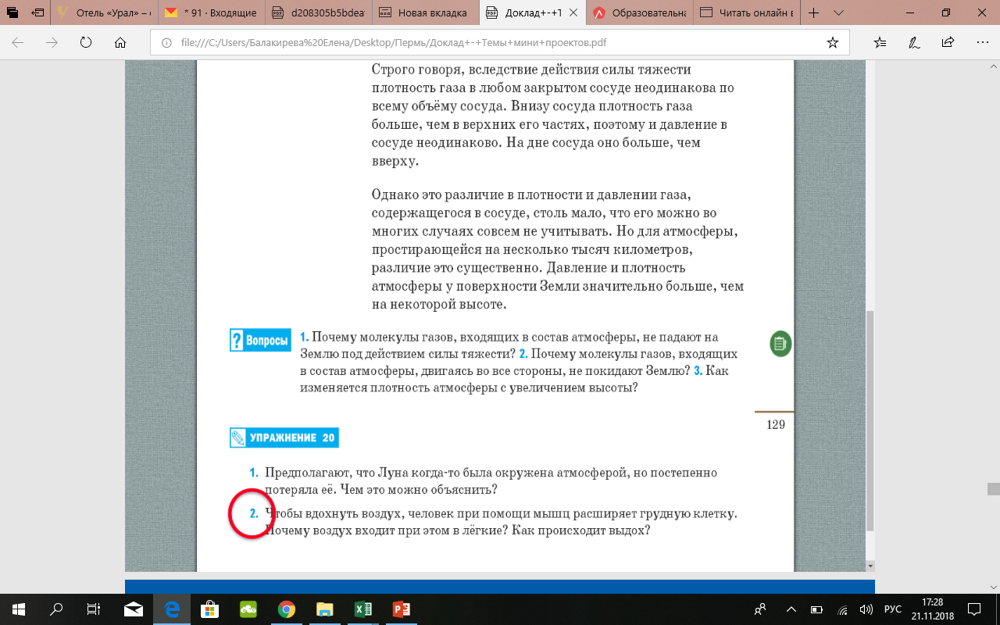 Отель «Урал» –
* 91 · Входящие
d208305b5bdea
Новая вкладка
Доклад+-+Т
Образовательна
Читать онлайн в
file:///C:/Users/Балакирева%20Елена/Desktop/Пермь/Доклад+-+Темы+мини+проектов.pdf
Строго говоря, вследствие действия силы тяжести
плотность газа в любом закрытом сосуде неодинакова по
всему объёму сосуда. Внизу сосуда плотность газа
больше, чем в верхних его частях, поэтому и давление в
сосуде неодинаково. На дне сосуда оно больше, чем
вверху.
Однако это различие в плотности и давлении газа,
содержащегося в сосуде, столь мало, что его можно во
многих случаях совсем не учитывать. Но для атмосферы,
простирающейся на несколько тысяч километров,
различие это существенно. Давление и плотность
атмосферы у поверхности Земли значительно больше, чем
на некоторой высоте.
? Вопросы
1. Почему молекулы газов, входящих в состав атмосферы, не падают на
Землю под действием силы тяжести? 2. Почему молекулы газов, входящих
в состав атмосферы, двигаясь во все стороны, не покидают Землю? 3. Как
изменяется плотность атмосферы с увеличением высоты?
129
УПРАЖНЕНИЕ 20
1. Предполагают, что Луна когда-то была окружена атмосферой, но постепенно
потеряла её. Чем это можно объяснить?
2. Чтобы вдохнуть воздух, человек при помощи мышц расширяет грудную клетку.
Почему воздух входит при этом в лёгкие? Как происходит выдох?
РУС
17:28
21.11.2018